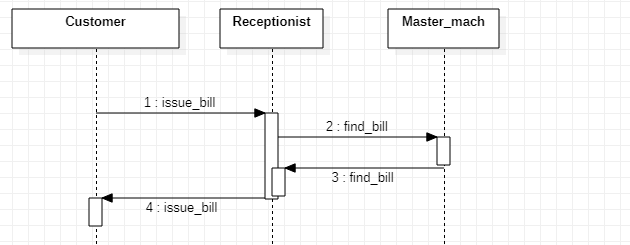 Customer
Receptionist
Master_mach
1 : issue_bill
2 : find_bill
3 : find_bill
4 : issue_bill